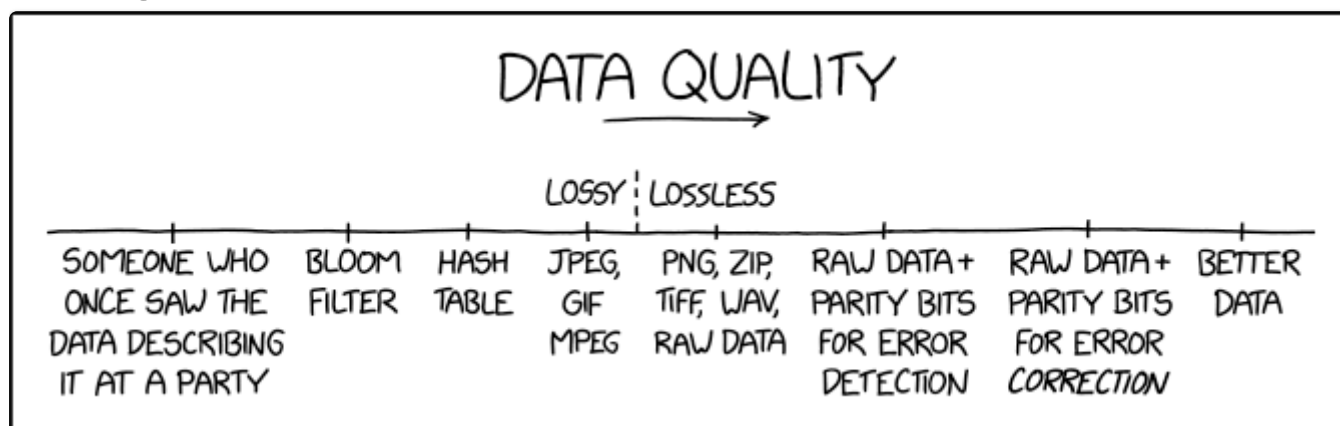 DATA QUALITY
LOSSY LOSSLESS
SOMEONE WHO
ONCE SAW THE
DATA DESCRIBING
IT AT A PARTY
BLOOM
FILTER
HASH
TABLE
JPEG,
GIF
MPEG
PNG, ZIP,
TIFF, WAV,
RAW DATA
RAW DATA +
PARITY BITS
FOR ERROR
DETECTION
RAW DATA +
PARITY BITS
FOR ERROR
CORRECTION
BETTER
DATA